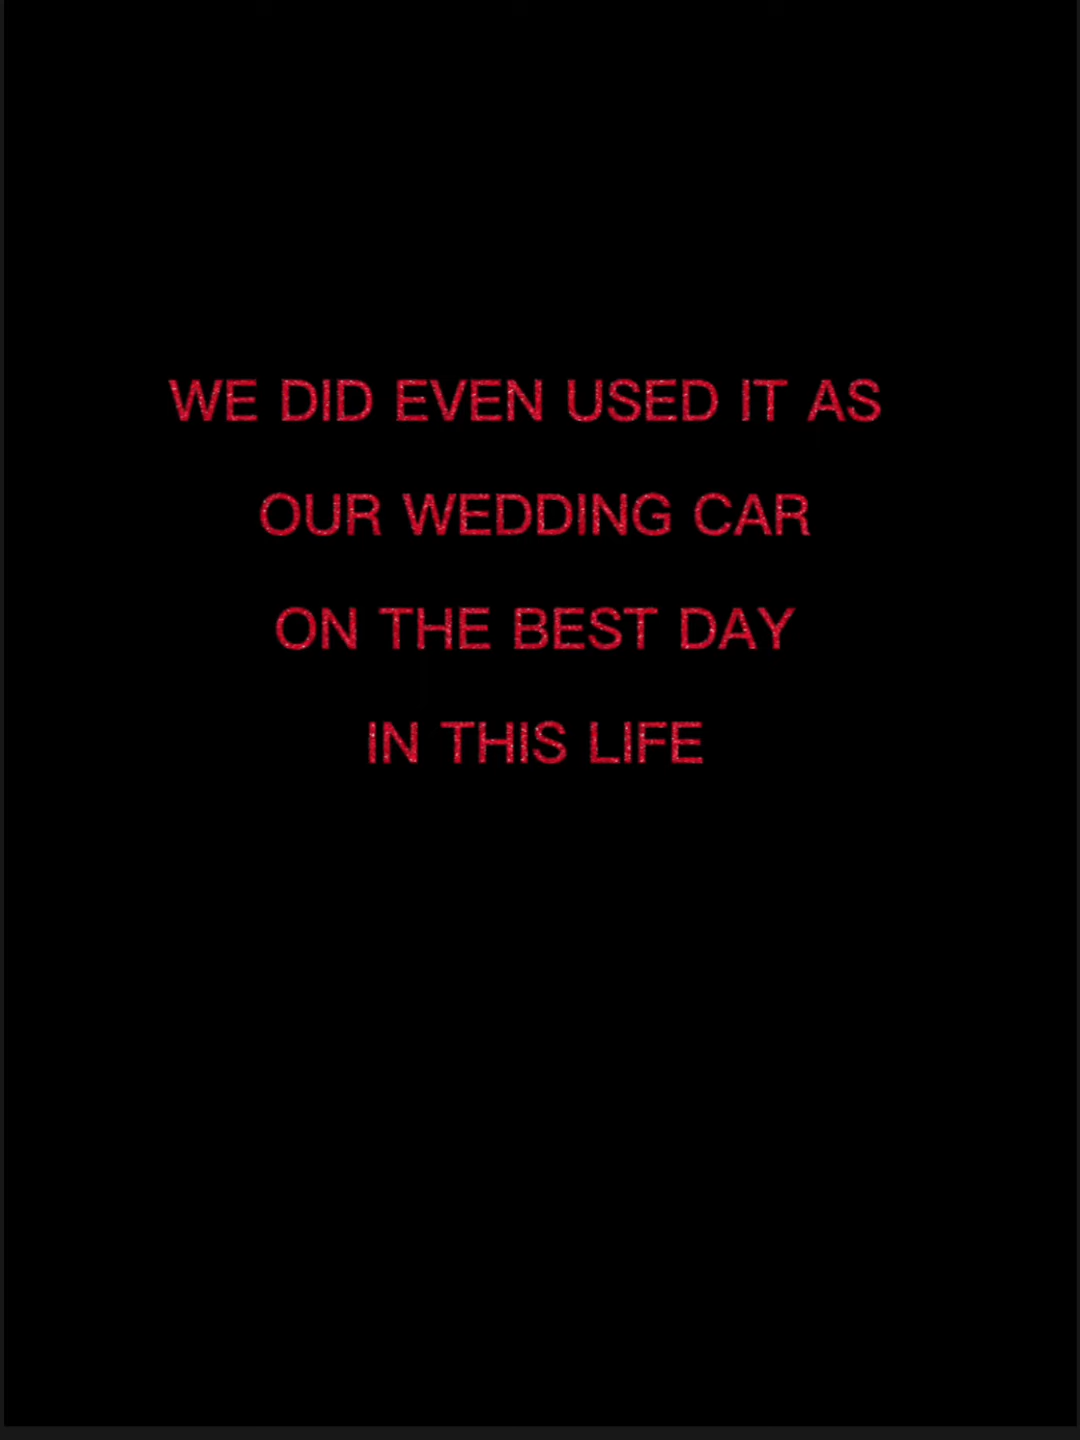 WE DID EVEN USED IT AS
OUR WEDDING CAR
ON THE BEST DAY
IN THIS LIFE